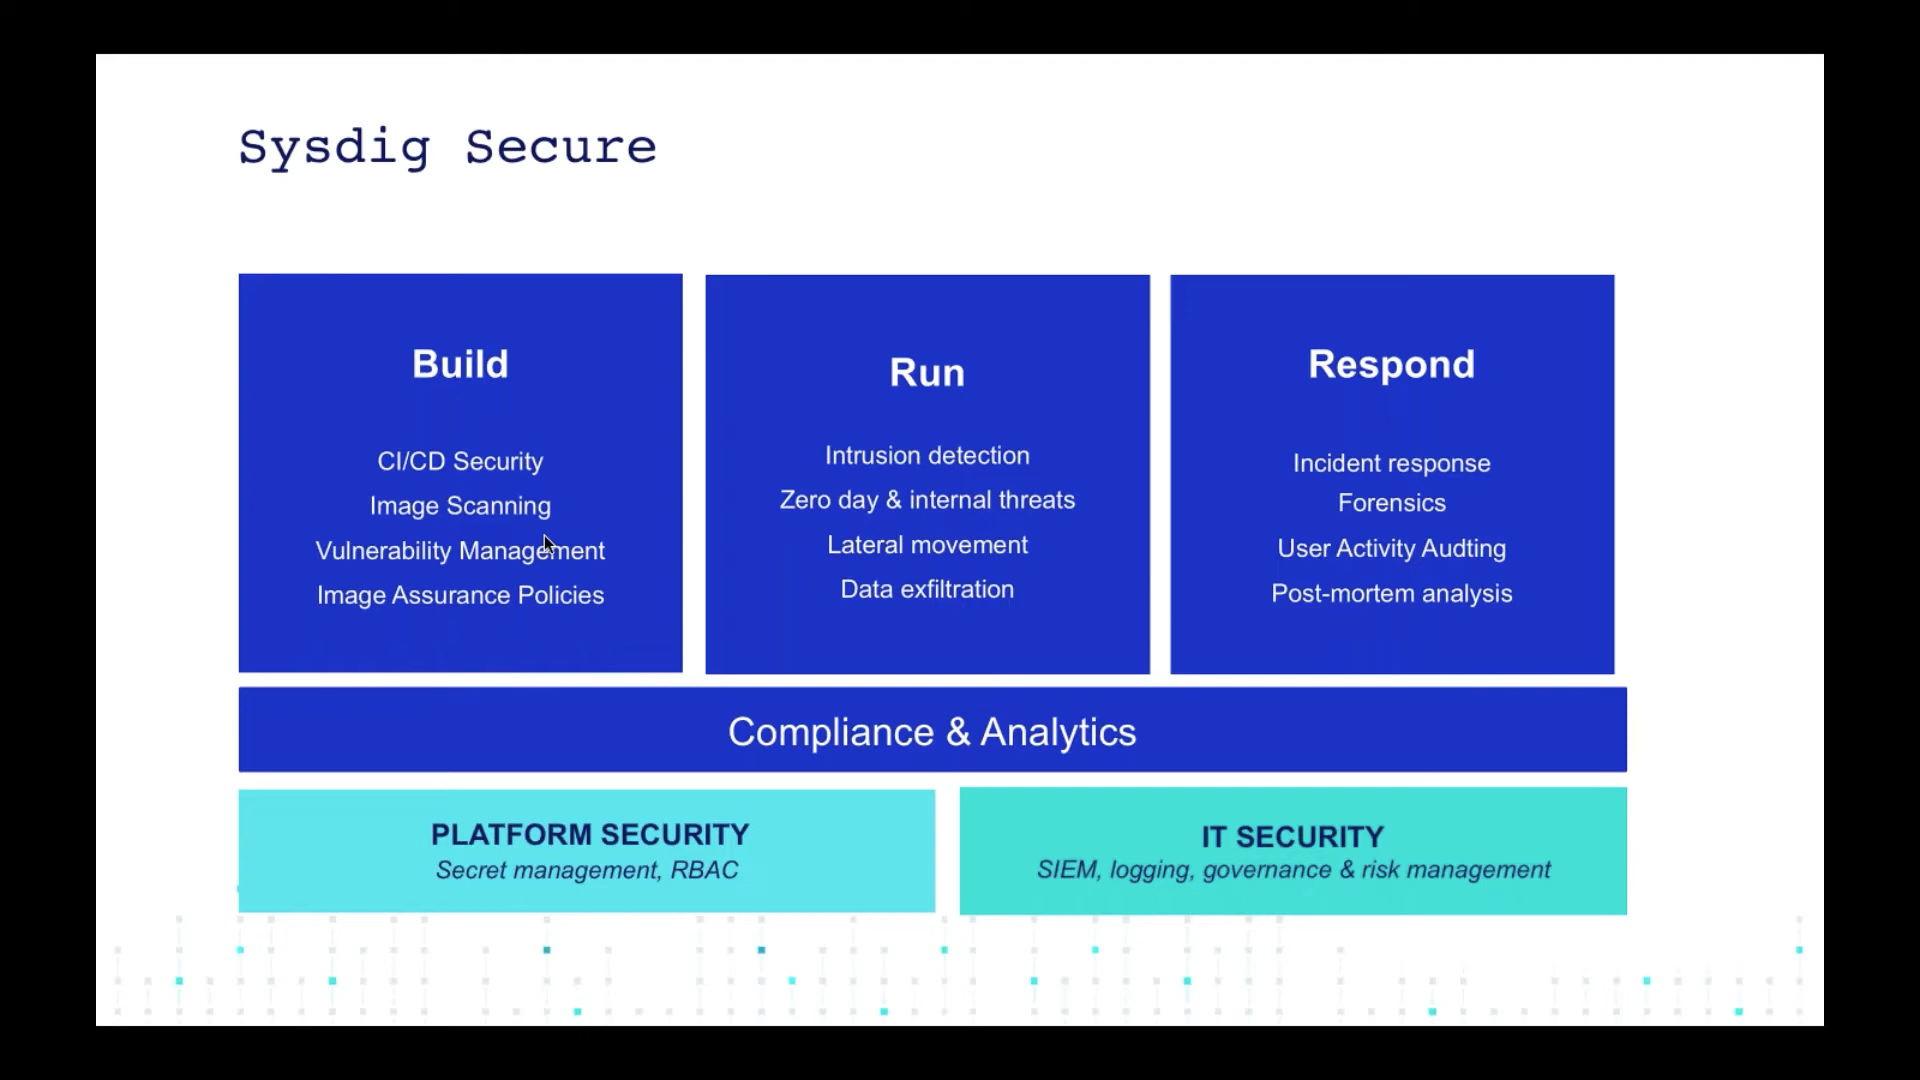 Sysdig Secure
Build
CI/CD Security
Image Scanning
Vulnerability Management
Image Assurance Policies
Run
Intrusion detection
Zero day & internal threats
Lateral movement
Data exfiltration
Respond
Incident response
Forensics
User Activity Audting
Post-mortem analysis
Compliance & Analytics
PLATFORM SECURITY
Secret management, RBAC
IT SECURITY
SIEM, logging, governance & risk management